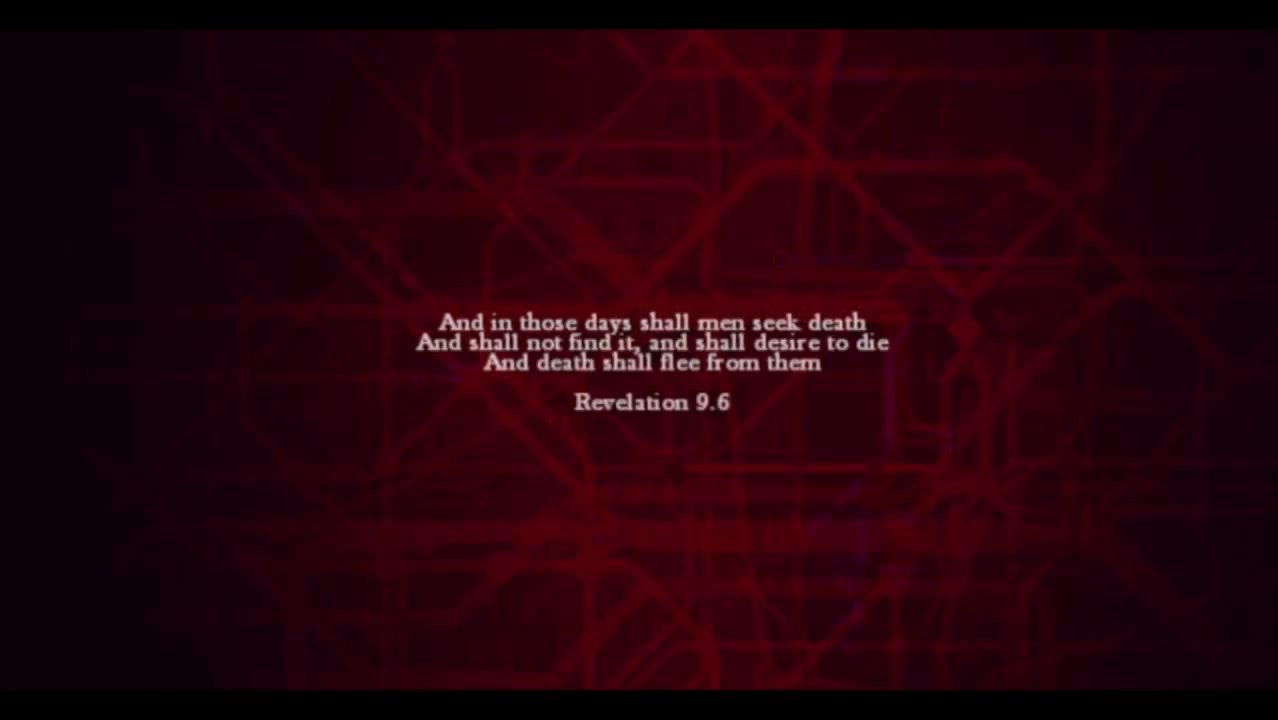 And in those days shall men seek death
And shall not find it, and shall desire to die
And death shall flee from them
Revelation 9.6